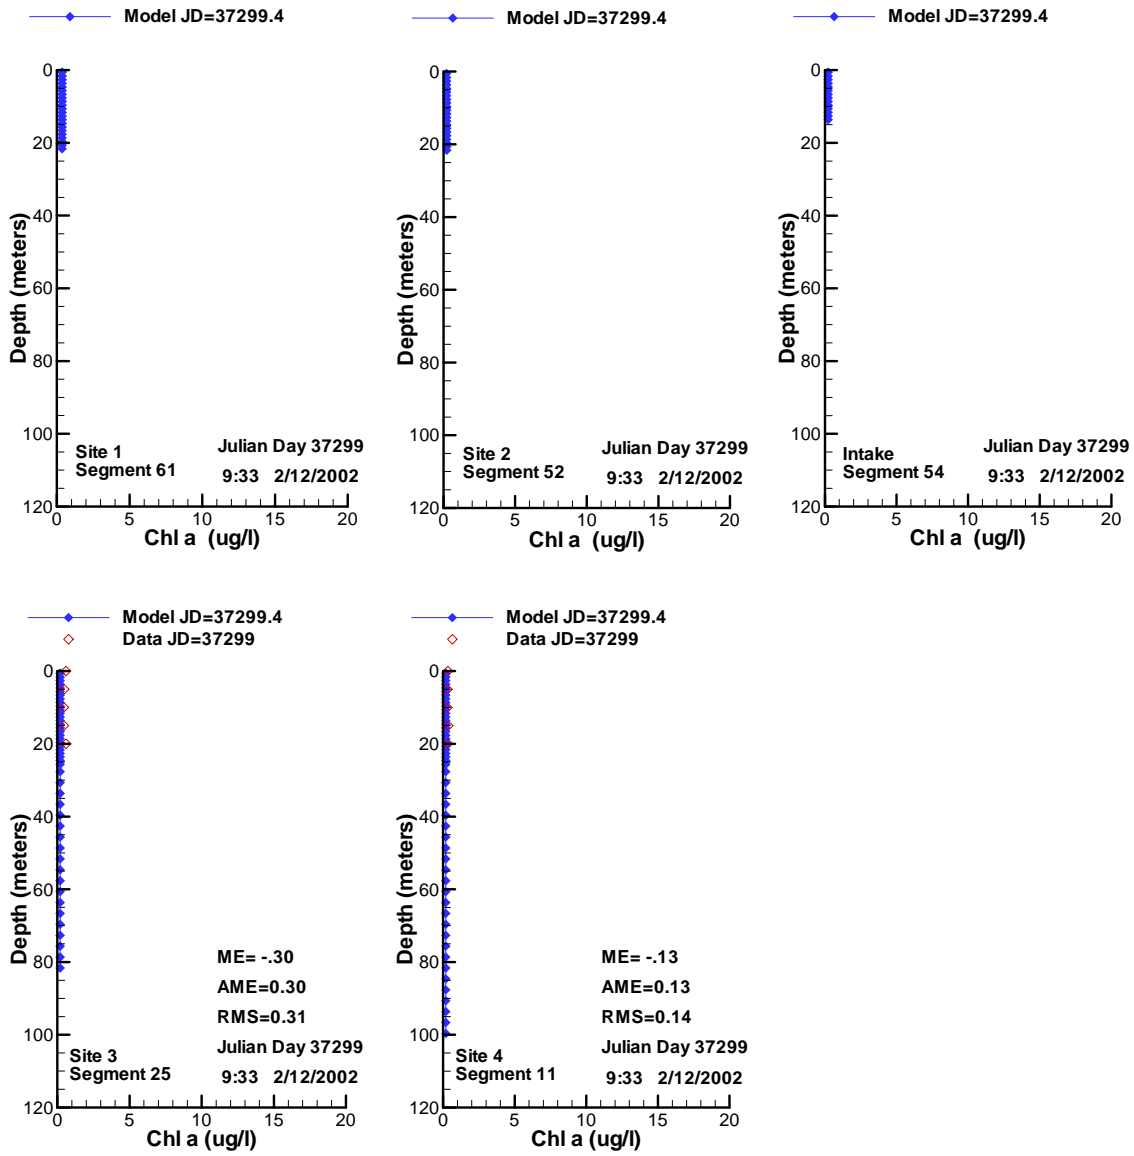 Model JD=37299.4
0
20
40
60
80
100
120
Depth (meters)
Site 1
Segment 61
Julian Day 37299
9:33 2/12/2002
0 5 10 15 20
Chl a (ug/l)
Model JD=37299.4
0
20
40
60
80
100
120
Depth (meters)
Site 2
Segment 52
Julian Day 37299
9:33 2/12/2002
0 5 10 15 20
Chl a (ug/l)
Model JD=37299.4
0
20
40
60
80
100
120
Depth (meters)
Intake
Segment 54
Julian Day 37299
9:33 2/12/2002
0 5 10 15 20
Chl a (ug/l)
Model JD=37299.4
Data JD=37299
0
20
40
60
80
100
120
Depth (meters)
ME= -.30
AME=0.30
RMS=0.31
Site 3
Segment 25
Julian Day 37299
9:33 2/12/2002
0 5 10 15 20
Chl a (ug/l)
Model JD=37299.4
Data JD=37299
0
20
40
60
80
100
120
Depth (meters)
ME= -.13
AME=0.13
RMS=0.14
Site 4
Segment 11
Julian Day 37299
9:33 2/12/2002
0 5 10 15 20
Chl a (ug/l)